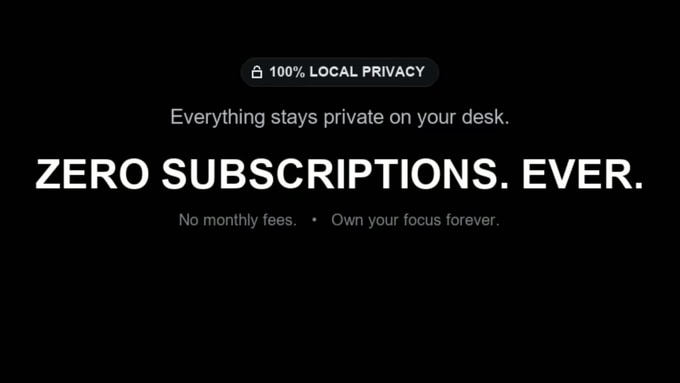 100% LOCAL PRIVACY
Everything stays private on your desk.
ZERO SUBSCRIPTIONS. EVER.
No monthly fees. • Own your focus forever.